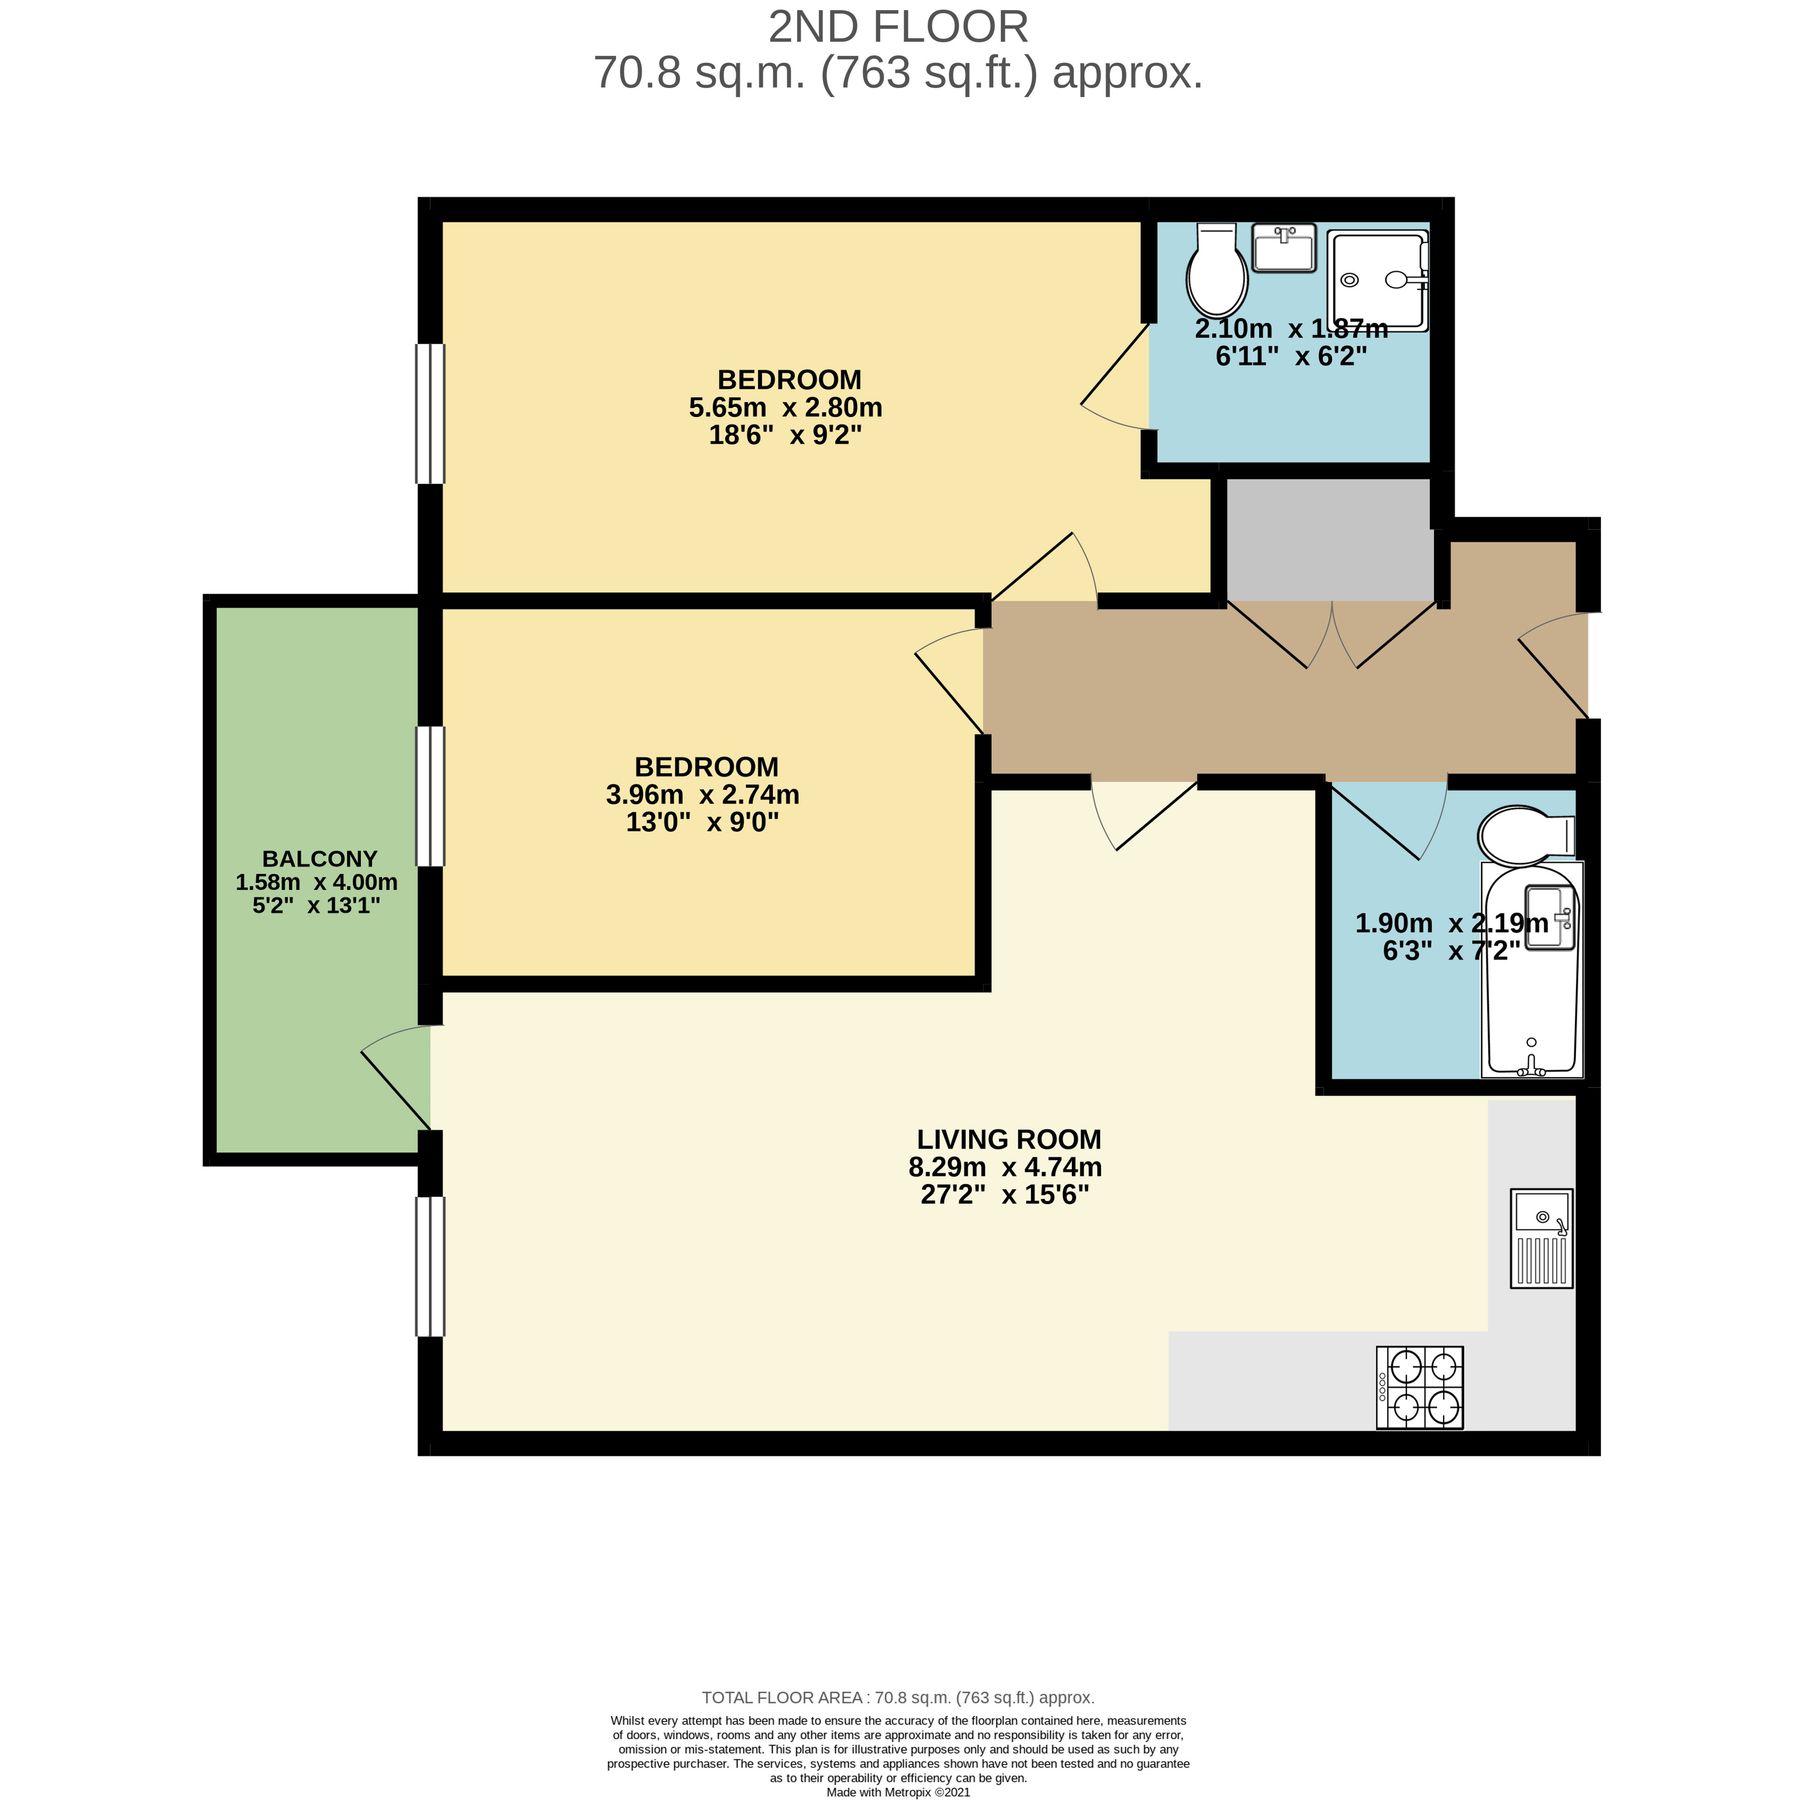 2ND FLOOR
70.8 sq.m. (763 sq.ft.) approx.
2.10m x 1.87m
6'11" x 6'2"
BEDROOM
5.65m x 2.80m
18'6" x 9'2"
BEDROOM
3.96m x 2.74m
13'0" x 9'0"
BALCONY
1.58m x 4.00m
5'2" x 13'1"
1.90m x 2.19m
6'3" x 7'2"
LIVING ROOM
8.29m x 4.74m
27'2" x 15'6"
TOTAL FLOOR AREA : 70.8 sq.m. (763 sq.ft.) approx.
Whilst every attempt has been made to ensure the accuracy of the floorplan contained here, measurements
of doors, windows, rooms and any other items are approximate and no responsibility is taken for any error,
omission or mis-statement. This plan is for illustrative purposes only and should be used as such by any
prospective purchaser. The services, systems and appliances shown have not been tested and no guarantee
as to their operability or efficiency can be given.
Made with Metropix ©2021